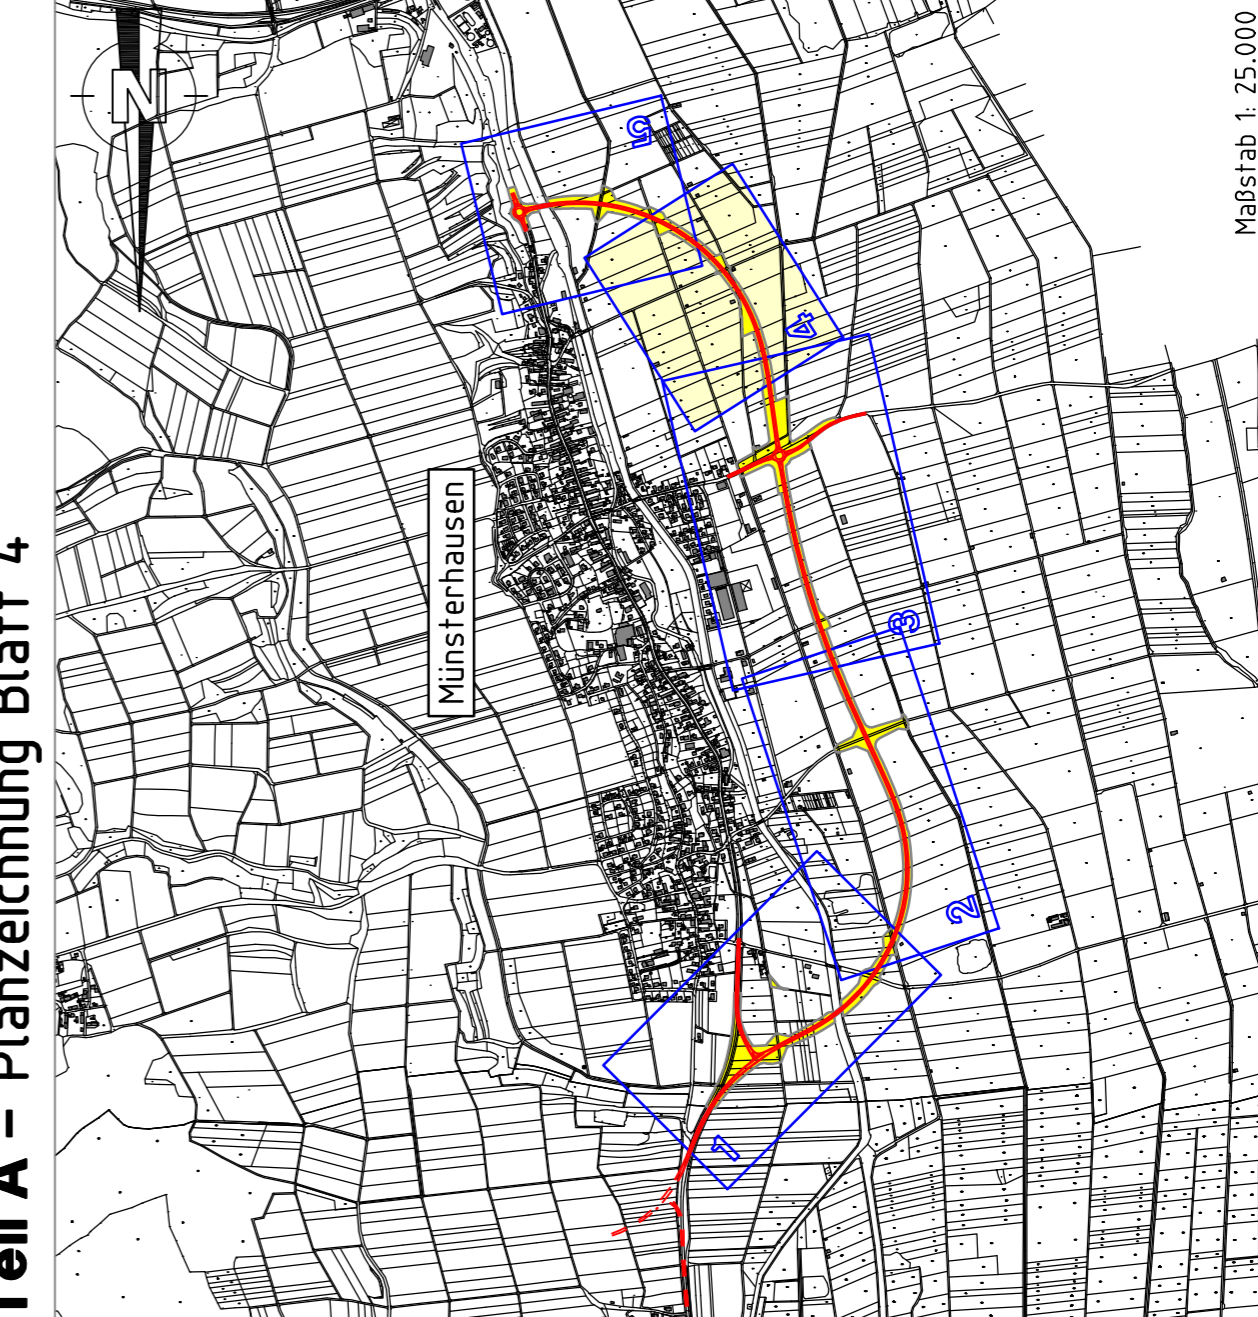 Teil A – Planzeichnung Blatt 4
N
Münsterhausen
5
4
3
2
1
Maßstab 1: 25.000